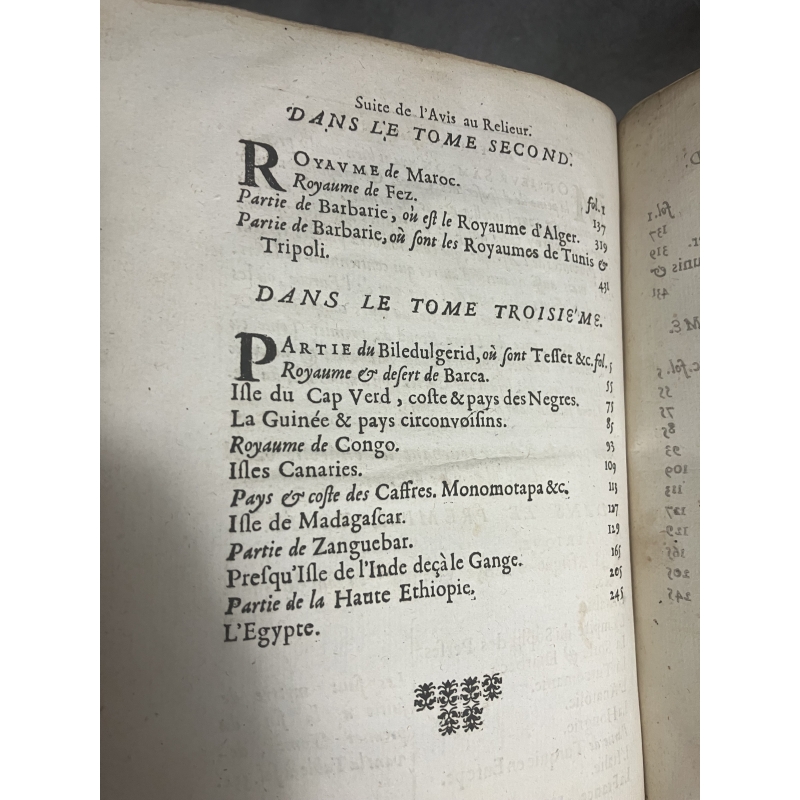 Suite de l'Avis au Relieur.
DANS LE TOME SECOND.
ROYAVME de Maroc. fol.1
Royaume de Fez. 137
Partie de Barbarie, où eſt le Royaume d'Alger. 319
Partie de Barbarie, où ſont les Royaumes de Tunis &
Tripoli. 431
DANS LE TOME TROISIÉME.
PARTIE du Biledulgerid, où ſont Teſſet &c. fol.5
Royaume & deſert de Barca. 55
Iſle du Cap Verd, coſte & pays des Negres. 75
La Guinée & pays circonvoiſins. 85
Royaume de Congo. 93
Iſles Canaries. 109
Pays & coſte des Caffres. Monomotapa &c. 113
Iſle de Madagaſcar. 127
Partie de Zanguebar. 129
Preſqu'Iſle de l'Inde deçà le Gange. 165
Partie de la Haute Ethiopie. 205
L'Egypte. 245